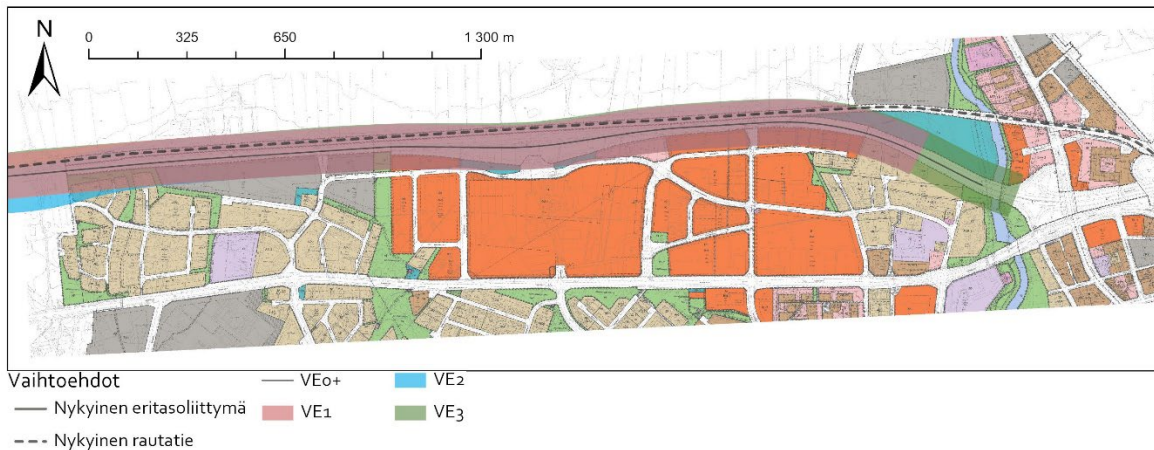 N
0 325 650 1 300 m
Vaihtoehdot
Nykyinen eritasoliittymä
Nykyinen rautatie
VE0+
VE1
VE2
VE3